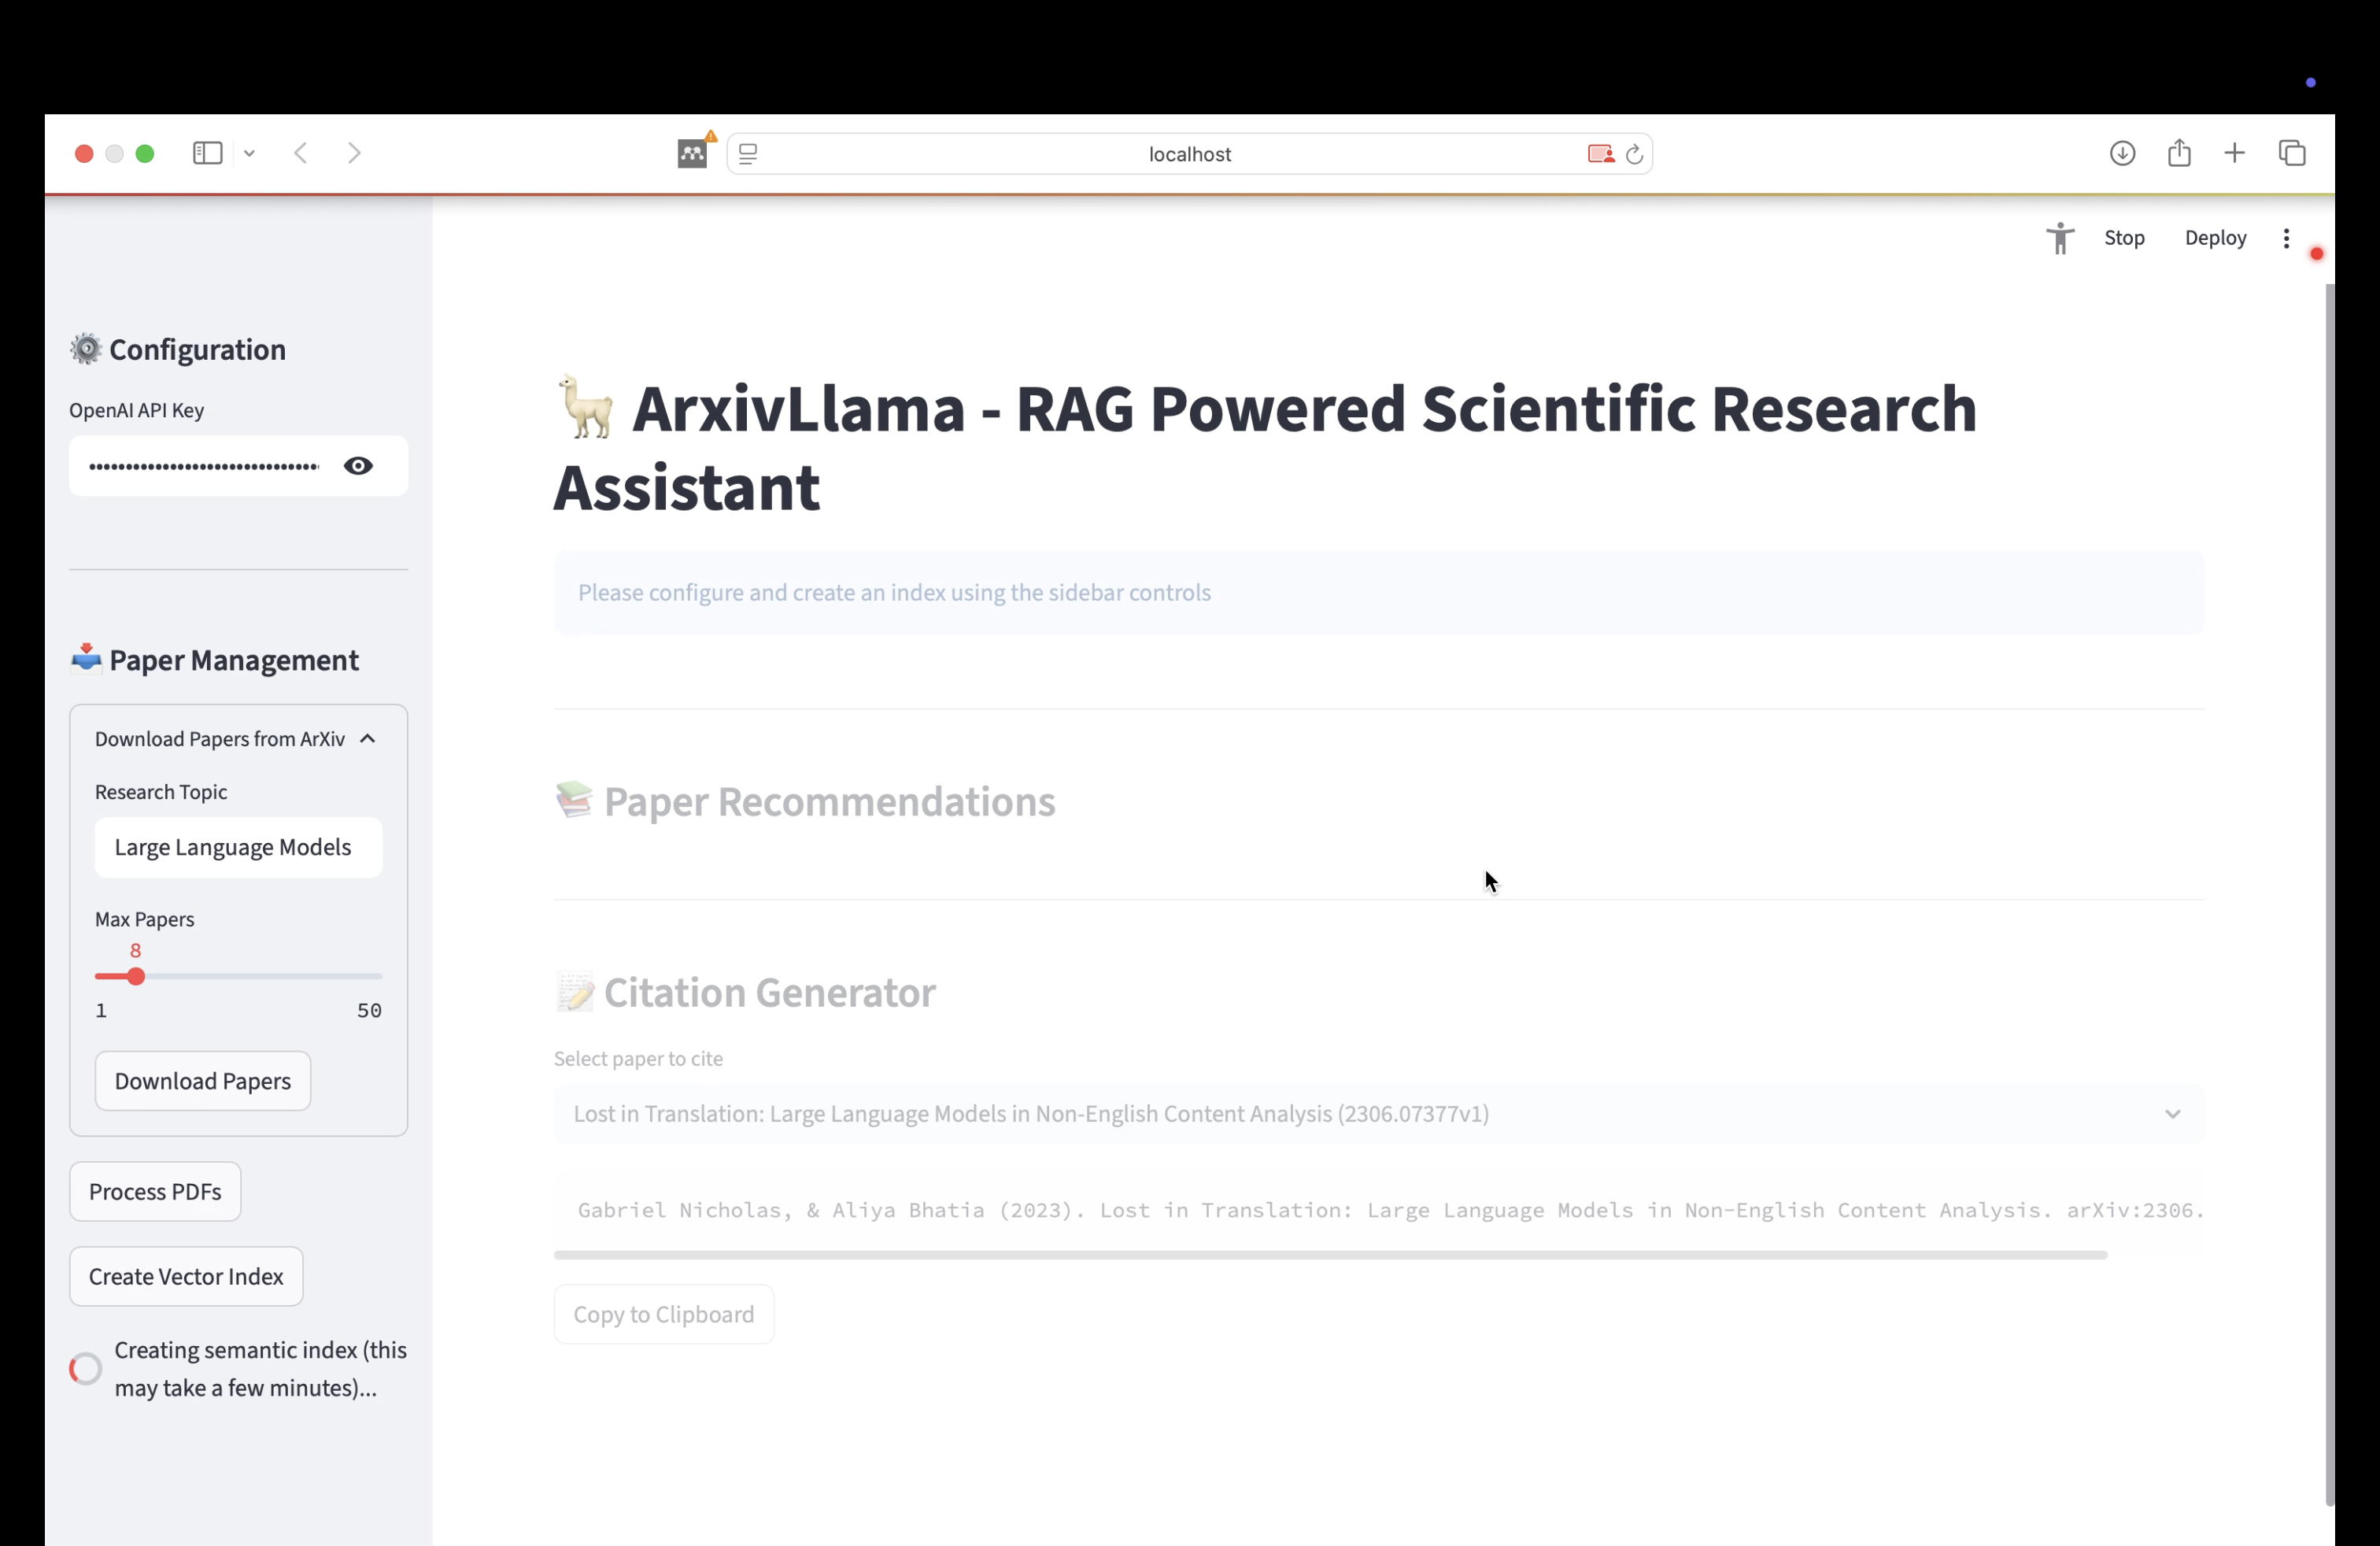 localhost
Stop Deploy
Configuration
OpenAI API Key
Paper Management
Download Papers from ArXiv
Research Topic
Large Language Models
Max Papers
8
1 50
Download Papers
Process PDFs
Create Vector Index
Creating semantic index (this
may take a few minutes)...
ArxivLlama - RAG Powered Scientific Research
Assistant
Please configure and create an index using the sidebar controls
Paper Recommendations
Citation Generator
Select paper to cite
Lost in Translation: Large Language Models in Non-English Content Analysis (2306.07377v1)
Gabriel Nicholas, & Aliya Bhatia (2023). Lost in Translation: Large Language Models in Non-English Content Analysis. arXiv:2306.
Copy to Clipboard